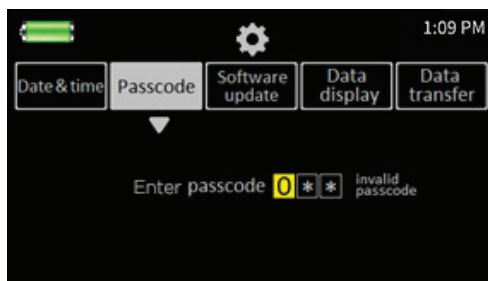 1:09 PM
Date & time Passcode Software update Data display Data transfer
Enter passcode 0 * * invalid passcode